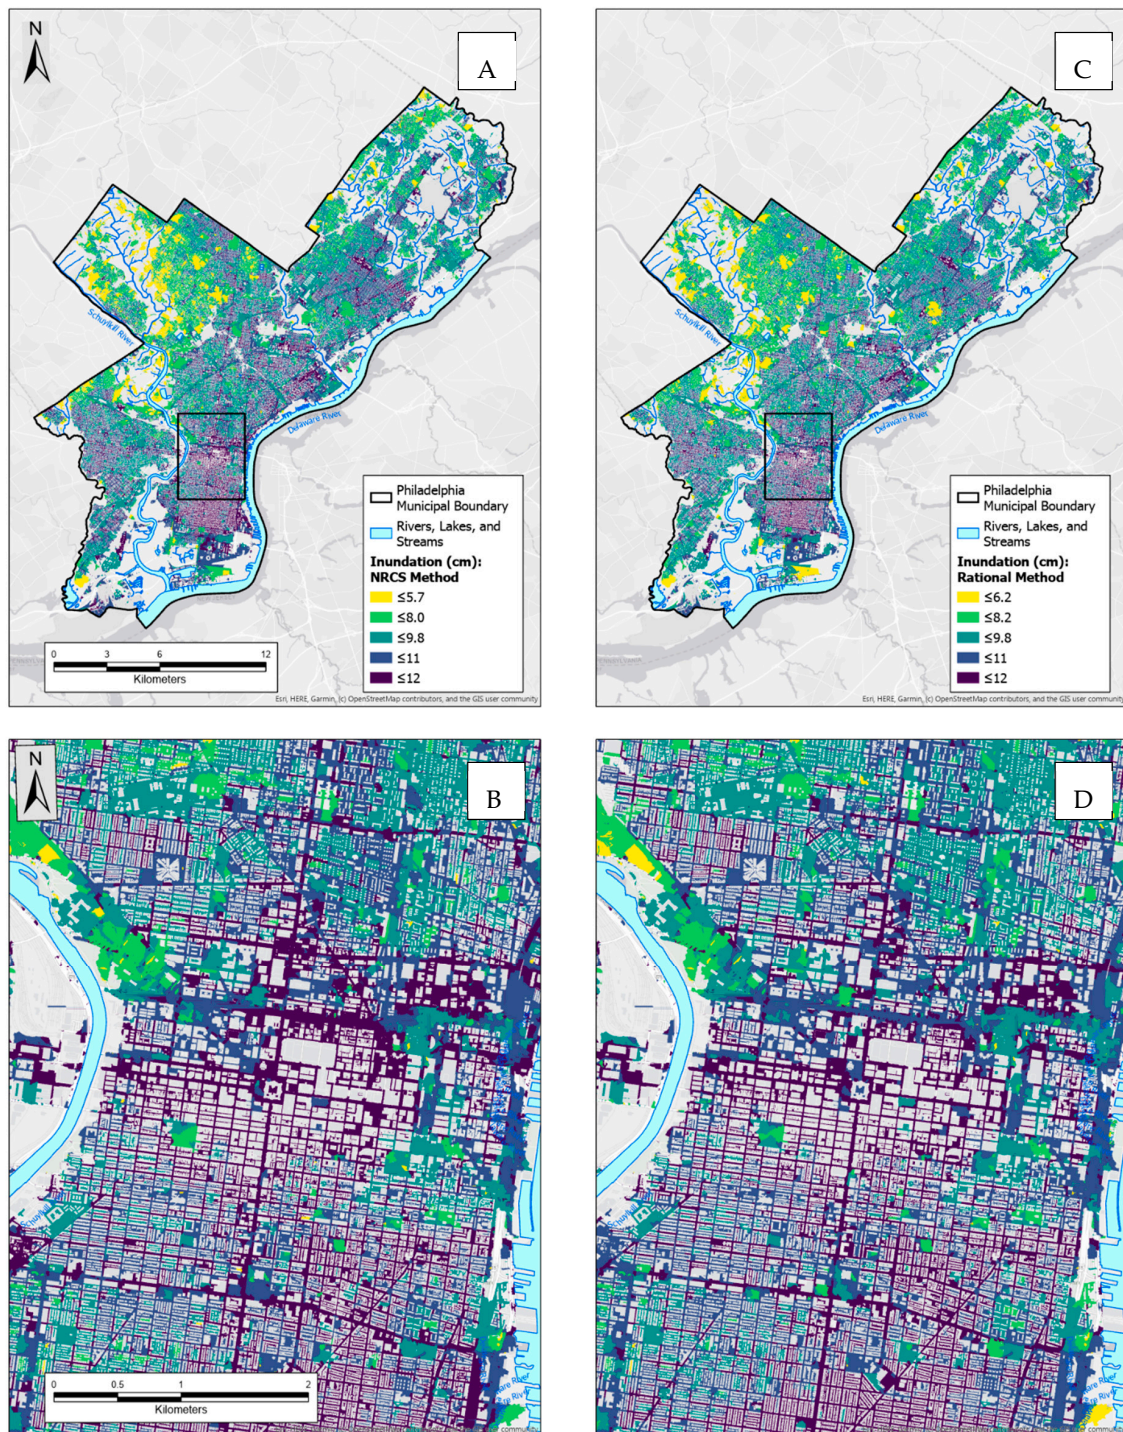 N
A
Schuylkill River
Delaware River
Philadelphia
Municipal Boundary
Rivers, Lakes, and
Streams
Inundation (cm):
NRCS Method
≤5.7
≤8.0
≤9.8
≤11
≤12
0 3 6 12
Kilometers
Esri, HERE, Garmin, (c) OpenStreetMap contributors, and the GIS user community
C
Schuylkill River
Delaware River
Philadelphia
Municipal Boundary
Rivers, Lakes, and
Streams
Inundation (cm):
Rational Method
≤6.2
≤8.2
≤9.8
≤11
≤12
Esri, HERE, Garmin, (c) OpenStreetMap contributors, and the GIS user community
N
B
0 0.5 1 2
Kilometers
D